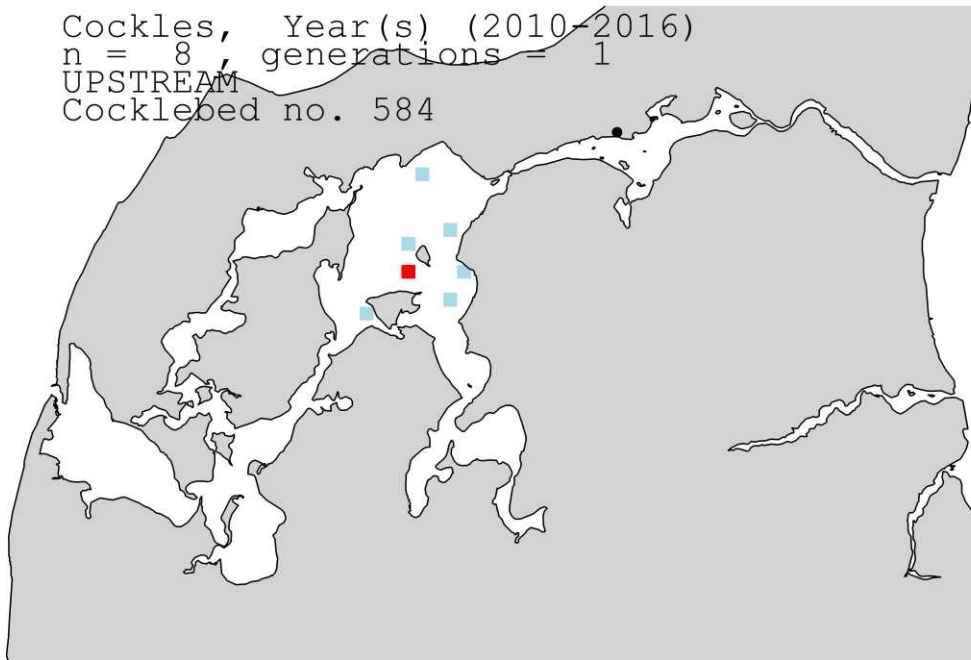 Cockles, Year(s) (2010-2016)
n = 8 , generations = 1
UPSTREAM
Cocklebed no. 584